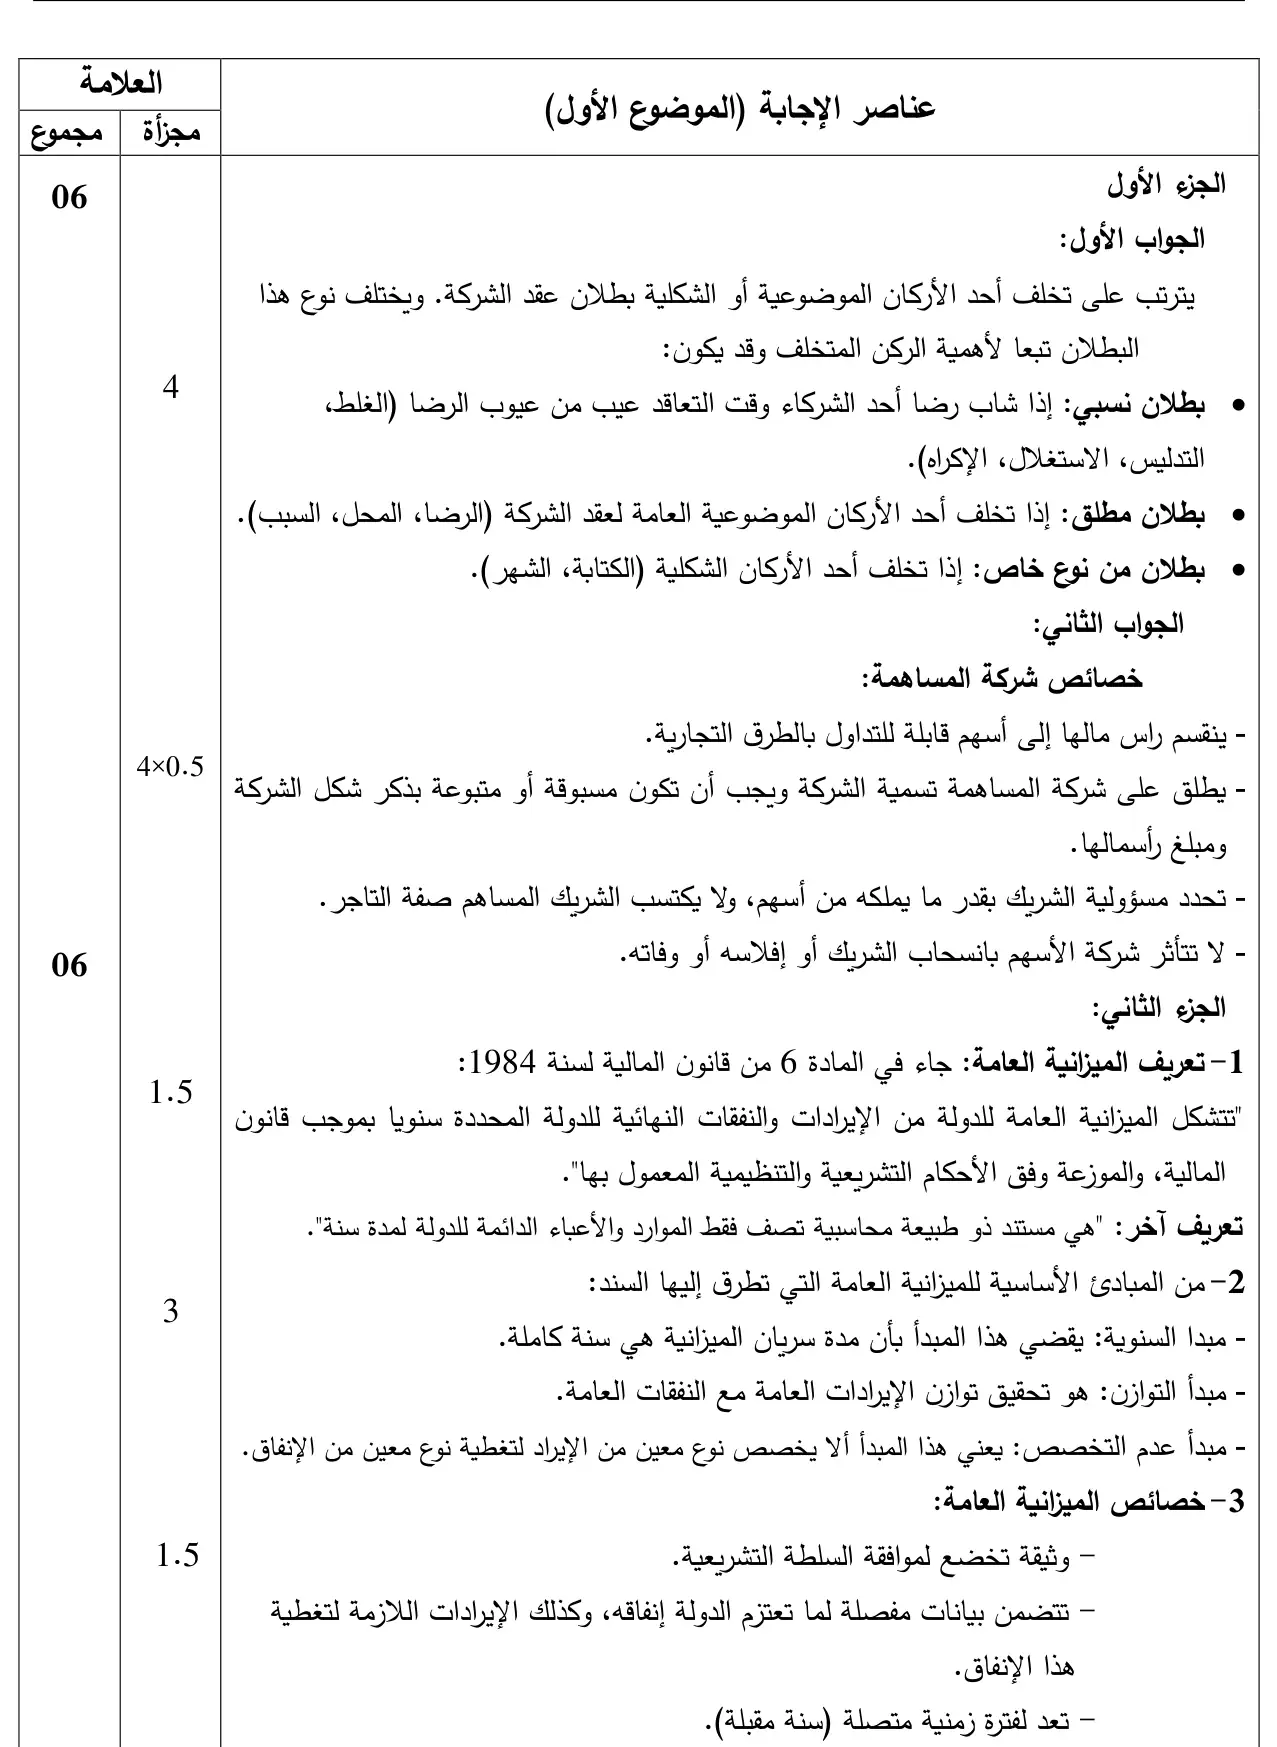 العلامة
عناصر الإجابة (الموضوع الأول)
مجموع
مجزأة
06
الجزء الأول
الجواب الأول:
يترتب على تخلف أحد الأركان الموضوعية أو الشكلية بطلان عقد الشركة. ويختلف نوع هذا
البطلان تبعا لأهمية الركن المتخلف وقد يكون:
4
• بطلان نسبي: إذا شاب رضا أحد الشركاء وقت التعاقد عيب من عيوب الرضا (الغلط،
التدليس، الاستغلال، الإكراه).
• بطلان مطلق: إذا تخلف أحد الأركان الموضوعية العامة لعقد الشركة (الرضا، المحل، السبب).
• بطلان من نوع خاص: إذا تخلف أحد الأركان الشكلية (الكتابة، الشهر).
الجواب الثاني:
خصائص شركة المساهمة:
- ينقسم راس مالها إلى أسهم قابلة للتداول بالطرق التجارية.
4×0.5
- يطلق على شركة المساهمة تسمية الشركة ويجب أن تكون مسبوقة أو متبوعة بذكر شكل الشركة
ومبلغ رأسمالها.
- تحدد مسؤولية الشريك بقدر ما يملكه من أسهم، ولا يكتسب الشريك المساهم صفة التاجر.
- لا تتأثر شركة الأسهم بانسحاب الشريك أو إفلاسه أو وفاته.
06
الجزء الثاني:
1- تعريف الميزانية العامة: جاء في المادة 6 من قانون المالية لسنة 1984:
1.5
"تتشكل الميزانية العامة للدولة من الإيرادات والنفقات النهائية للدولة المحددة سنويا بموجب قانون
المالية، والموزعة وفق الأحكام التشريعية والتنظيمية المعمول بها".
تعريف آخر: "هي مستند ذو طبيعة محاسبية تصف فقط الموارد والأعباء الدائمة للدولة لمدة سنة".
2- من المبادئ الأساسية للميزانية العامة التي تطرق إليها السند:
3
- مبدا السنوية: يقضي هذا المبدأ بأن مدة سريان الميزانية هي سنة كاملة.
- مبدأ التوازن: هو تحقيق توازن الإيرادات العامة مع النفقات العامة.
- مبدأ عدم التخصص: يعني هذا المبدأ ألا يخصص نوع معين من الإيراد لتغطية نوع معين من الإنفاق.
3- خصائص الميزانية العامة:
1.5
- وثيقة تخضع لموافقة السلطة التشريعية.
- تتضمن بيانات مفصلة لما تعتزم الدولة إنفاقه، وكذلك الإيرادات اللازمة لتغطية
هذا الإنفاق.
- تعد لفترة زمنية متصلة (سنة مقبلة).